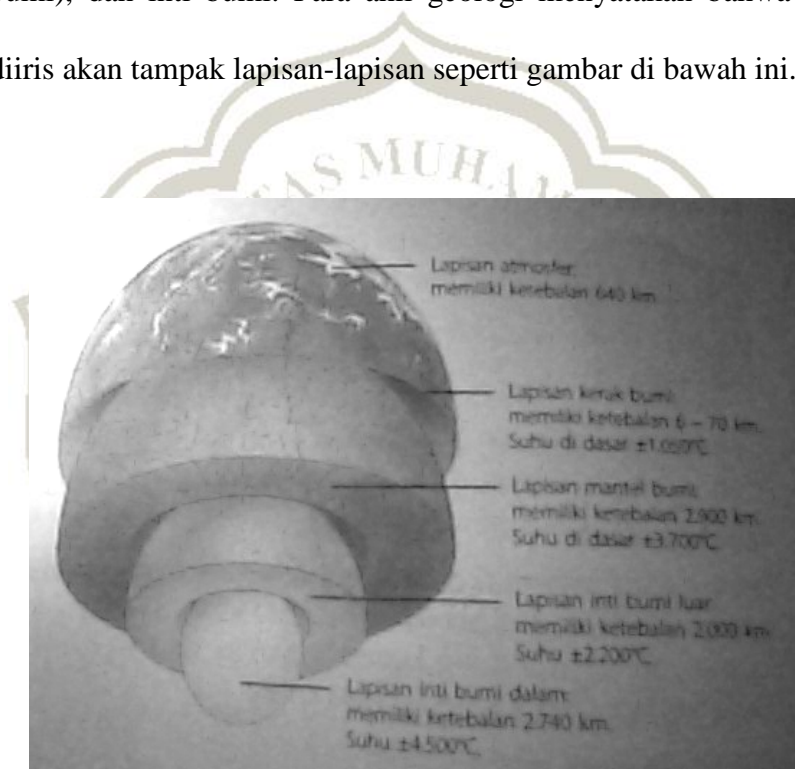 bumi), dan inti bumi. Para ahli geologi menyatakan bahwa
diiris akan tampak lapisan-lapisan seperti gambar di bawah ini.
TAS MUHAM
Lapisan atmosfer
memiliki ketebalan 640 km
Lapisan kerak bumi
memiliki ketebalan 6 – 70 km.
Suhu di dasar ±1.050°C
Lapisan mantel bumi
memiliki ketebalan 2.900 km.
Suhu di dasar ±3.700°C
Lapisan inti bumi luar
memiliki ketebalan 2.000 km
Suhu ±2.200°C
Lapisan inti bumi dalam
memiliki ketebalan 2.740 km.
Suhu ±4.500°C